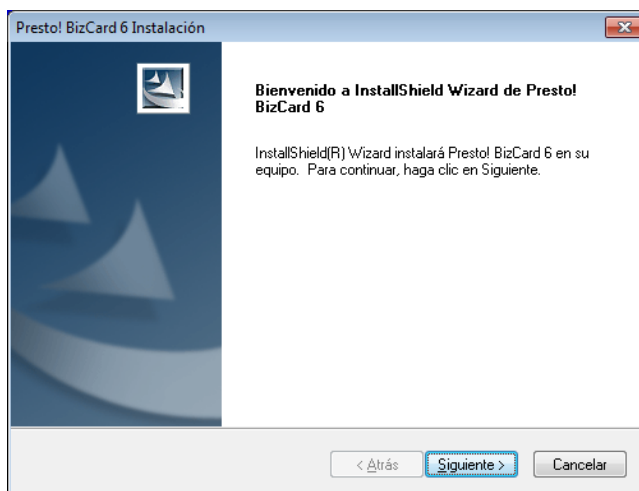 Presto! BizCard 6 Instalación
Bienvenido a InstallShield Wizard de Presto!
BizCard 6
InstallShield(R) Wizard instalará Presto! BizCard 6 en su
equipo. Para continuar, haga clic en Siguiente.
< Atrás Siguiente > Cancelar